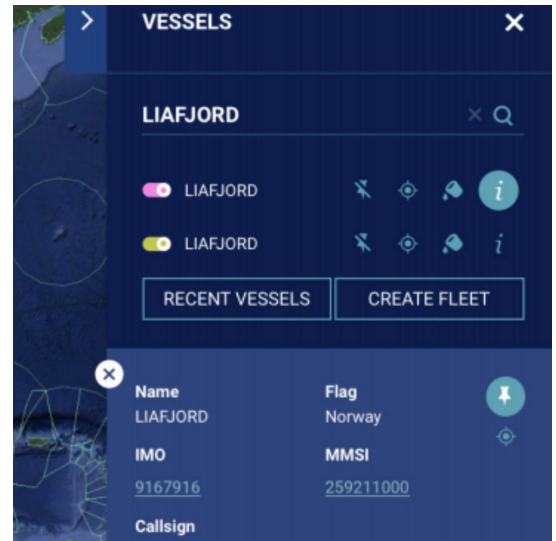 VESSELS
LIAFJORD
LIAFJORD
LIAFJORD
RECENT VESSELS CREATE FLEET
Name Flag
LIAFJORD Norway
IMO MMSI
9167916 259211000
Callsign